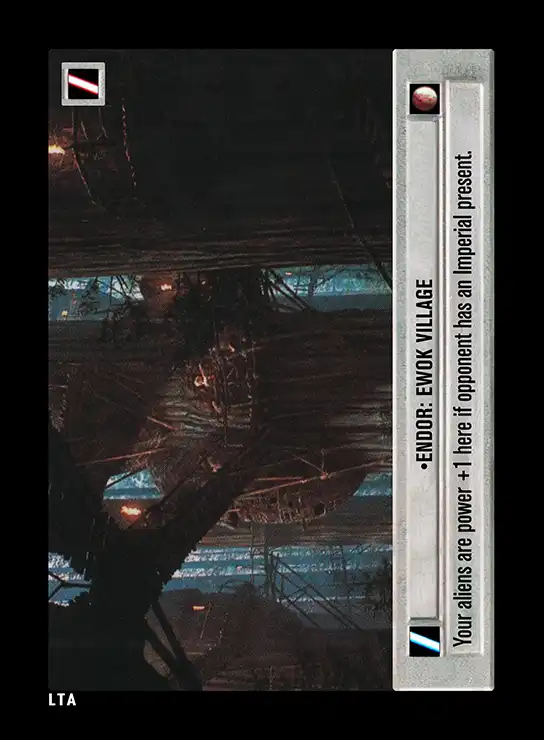 •ENDOR: EWOK VILLAGE
Your aliens are power +1 here if opponent has an Imperial present.
LTA